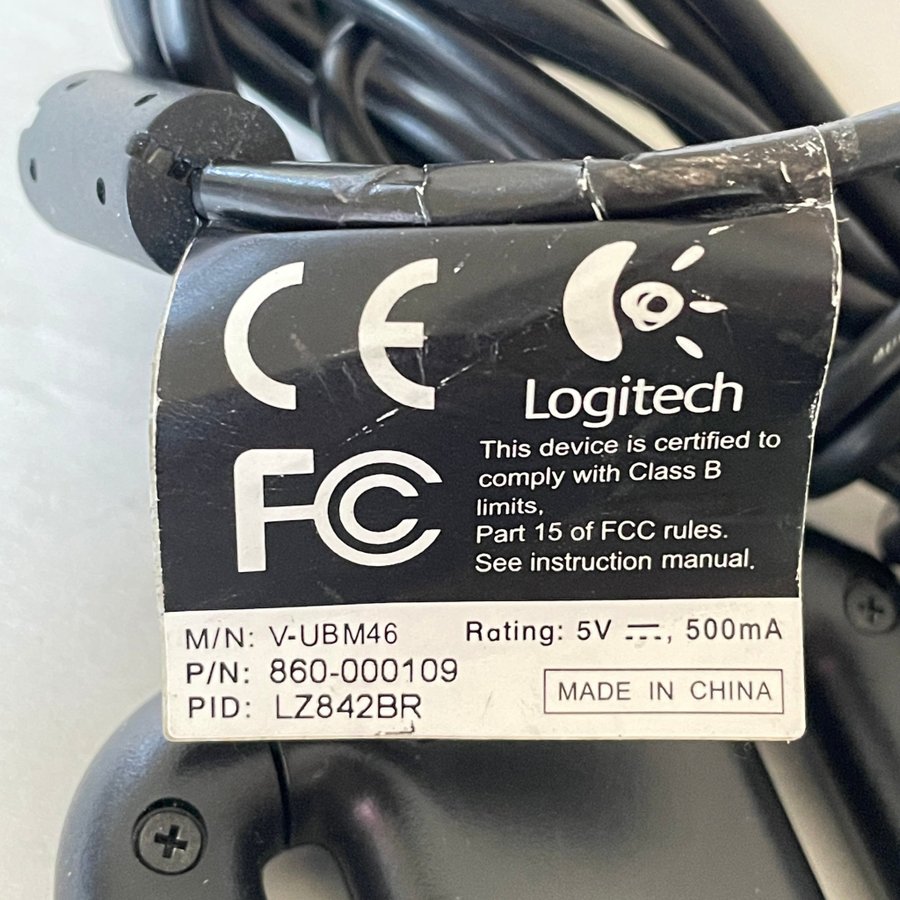 CE
Logitech
FC
This device is certified to
comply with Class B
limits,
Part 15 of FCC rules.
See instruction manual.
M/N: V-UBM46
Rating: 5V ⎓, 500mA
P/N: 860-000109
PID: LZ842BR
MADE IN CHINA